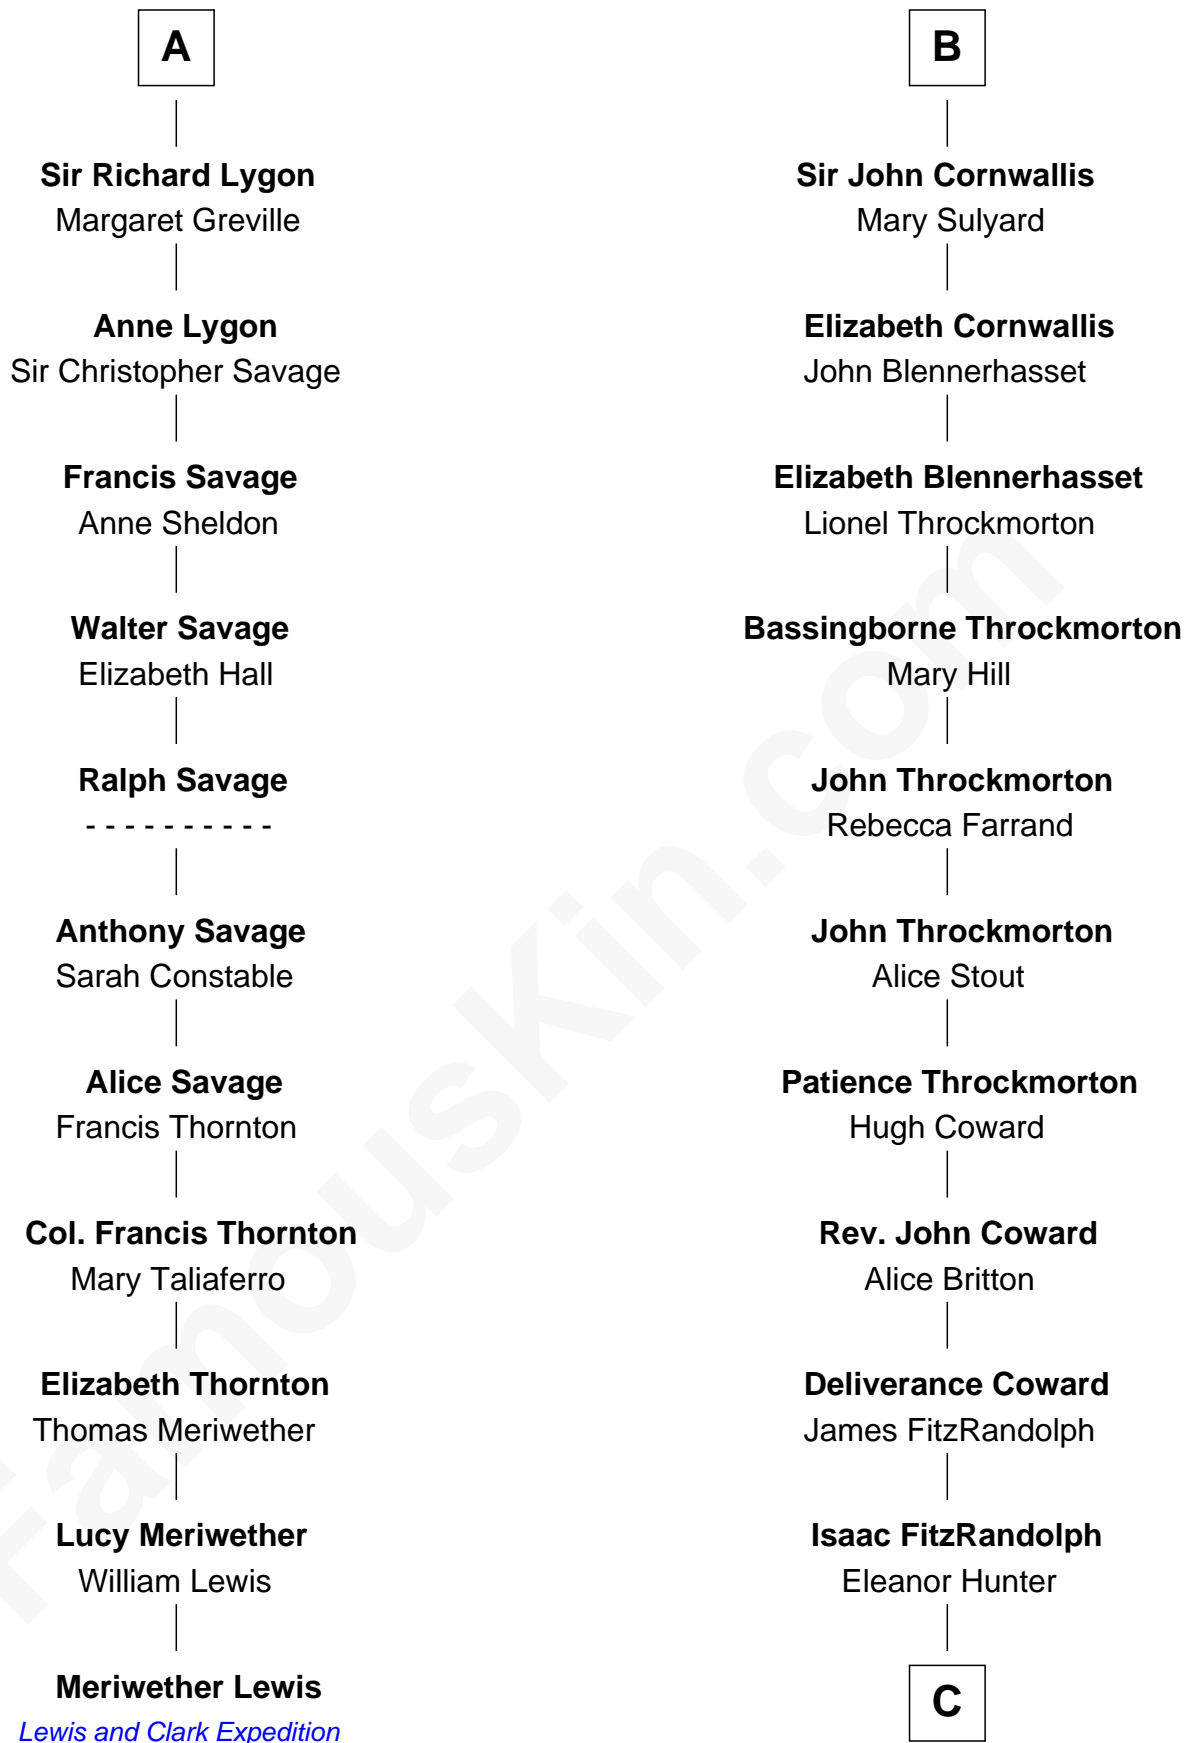 A
Sir Richard Lygon
Margaret Greville
Anne Lygon
Sir Christopher Savage
Francis Savage
Anne Sheldon
Walter Savage
Elizabeth Hall
Ralph Savage
- - - - - - - - - -
Anthony Savage
Sarah Constable
Alice Savage
Francis Thornton
Col. Francis Thornton
Mary Taliaferro
Elizabeth Thornton
Thomas Meriwether
Lucy Meriwether
William Lewis
Meriwether Lewis
Lewis and Clark Expedition
B
Sir John Cornwallis
Mary Sulyard
Elizabeth Cornwallis
John Blennerhasset
Elizabeth Blennerhasset
Lionel Throckmorton
Bassingborne Throckmorton
Mary Hill
John Throckmorton
Rebecca Farrand
John Throckmorton
Alice Stout
Patience Throckmorton
Hugh Coward
Rev. John Coward
Alice Britton
Deliverance Coward
James FitzRandolph
Isaac FitzRandolph
Eleanor Hunter
C
FamousKin.com